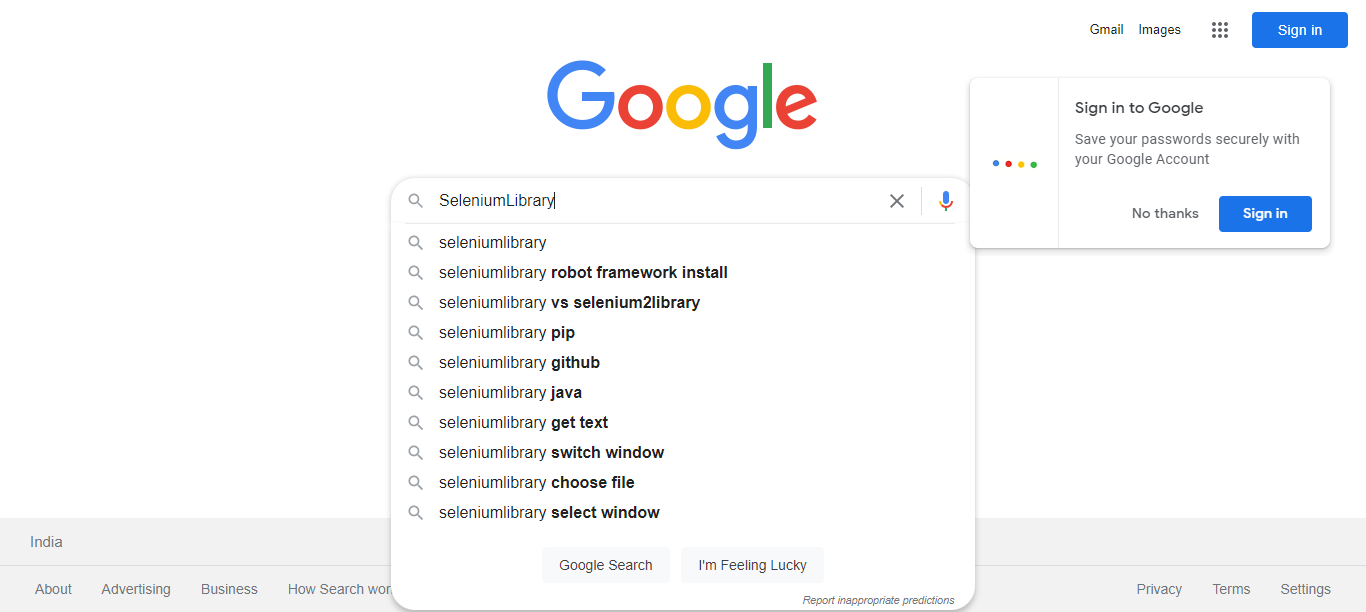 Gmail Images Sign in
Google
Sign in to Google
Save your passwords securely with
your Google Account
No thanks Sign in
SeleniumLibrary
seleniumlibrary
seleniumlibrary robot framework install
seleniumlibrary vs selenium2library
seleniumlibrary pip
seleniumlibrary github
seleniumlibrary java
seleniumlibrary get text
seleniumlibrary switch window
seleniumlibrary choose file
seleniumlibrary select window
Google Search I'm Feeling Lucky
Report inappropriate predictions
India
About Advertising Business How Search wor
Privacy Terms Settings